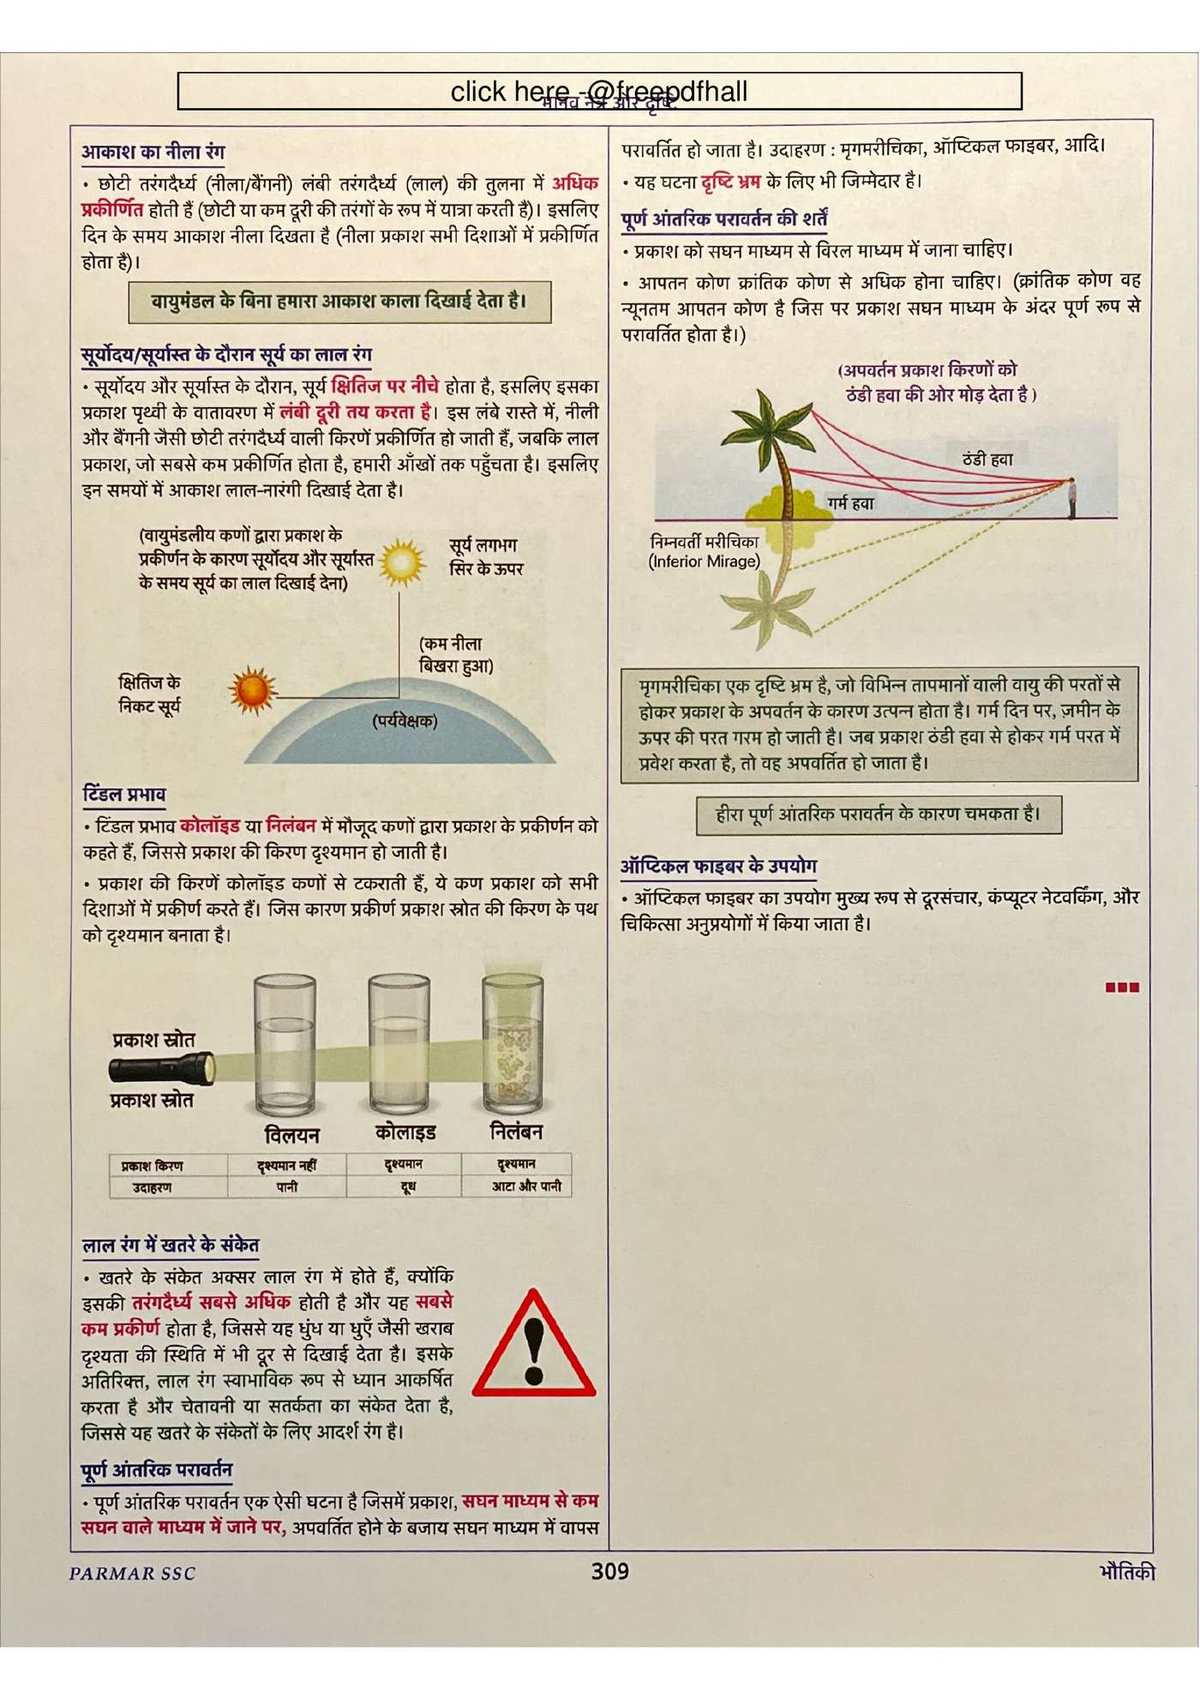 click here -@freepdfhall
मानव नेत्र और दृष्टि
आकाश का नीला रंग
• छोटी तरंगदैर्ध्य (नीला/बैंगनी) लंबी तरंगदैर्ध्य (लाल) की तुलना में अधिक
प्रकीर्णित होती हैं (छोटी या कम दूरी की तरंगों के रूप में यात्रा करती हैं)। इसलिए
दिन के समय आकाश नीला दिखता है (नीला प्रकाश सभी दिशाओं में प्रकीर्णित
होता है)।
वायुमंडल के बिना हमारा आकाश काला दिखाई देता है।
सूर्योदय/सूर्यास्त के दौरान सूर्य का लाल रंग
• सूर्योदय और सूर्यास्त के दौरान, सूर्य क्षितिज पर नीचे होता है, इसलिए इसका
प्रकाश पृथ्वी के वातावरण में लंबी दूरी तय करता है। इस लंबे रास्ते में, नीली
और बैंगनी जैसी छोटी तरंगदैर्ध्य वाली किरणें प्रकीर्णित हो जाती हैं, जबकि लाल
प्रकाश, जो सबसे कम प्रकीर्णित होता है, हमारी आँखों तक पहुँचता है। इसलिए
इन समयों में आकाश लाल-नारंगी दिखाई देता है।
(वायुमंडलीय कणों द्वारा प्रकाश के
प्रकीर्णन के कारण सूर्योदय और सूर्यास्त
के समय सूर्य का लाल दिखाई देना)
सूर्य लगभग
सिर के ऊपर
(कम नीला
बिखरा हुआ)
क्षितिज के
निकट सूर्य
(पर्यवेक्षक)
टिंडल प्रभाव
• टिंडल प्रभाव कोलॉइड या निलंबन में मौजूद कणों द्वारा प्रकाश के प्रकीर्णन को
कहते हैं, जिससे प्रकाश की किरण दृश्यमान हो जाती है।
• प्रकाश की किरणें कोलॉइड कणों से टकराती हैं, ये कण प्रकाश को सभी
दिशाओं में प्रकीर्ण करते हैं। जिस कारण प्रकीर्ण प्रकाश स्रोत की किरण के पथ
को दृश्यमान बनाता है।
प्रकाश स्रोत
प्रकाश स्रोत
विलयन कोलाइड निलंबन
प्रकाश किरण दृश्यमान नहीं दृश्यमान दृश्यमान
उदाहरण पानी दूध आटा और पानी
लाल रंग में खतरे के संकेत
• खतरे के संकेत अक्सर लाल रंग में होते हैं, क्योंकि
इसकी तरंगदैर्ध्य सबसे अधिक होती है और यह सबसे
कम प्रकीर्ण होता है, जिससे यह धुंध या धुएँ जैसी खराब
दृश्यता की स्थिति में भी दूर से दिखाई देता है। इसके
अतिरिक्त, लाल रंग स्वाभाविक रूप से ध्यान आकर्षित
करता है और चेतावनी या सतर्कता का संकेत देता है,
जिससे यह खतरे के संकेतों के लिए आदर्श रंग है।
पूर्ण आंतरिक परावर्तन
• पूर्ण आंतरिक परावर्तन एक ऐसी घटना है जिसमें प्रकाश, सघन माध्यम से कम
सघन वाले माध्यम में जाने पर, अपवर्तित होने के बजाय सघन माध्यम में वापस
परावर्तित हो जाता है। उदाहरण : मृगमरीचिका, ऑप्टिकल फाइबर, आदि।
• यह घटना दृष्टि भ्रम के लिए भी जिम्मेदार है।
पूर्ण आंतरिक परावर्तन की शर्तें
• प्रकाश को सघन माध्यम से विरल माध्यम में जाना चाहिए।
• आपतन कोण क्रांतिक कोण से अधिक होना चाहिए। (क्रांतिक कोण वह
न्यूनतम आपतन कोण है जिस पर प्रकाश सघन माध्यम के अंदर पूर्ण रूप से
परावर्तित होता है।)
(अपवर्तन प्रकाश किरणों को
ठंडी हवा की ओर मोड़ देता है )
ठंडी हवा
गर्म हवा
निम्नवर्ती मरीचिका
(Inferior Mirage)
मृगमरीचिका एक दृष्टि भ्रम है, जो विभिन्न तापमानों वाली वायु की परतों से
होकर प्रकाश के अपवर्तन के कारण उत्पन्न होता है। गर्म दिन पर, ज़मीन के
ऊपर की परत गरम हो जाती है। जब प्रकाश ठंडी हवा से होकर गर्म परत में
प्रवेश करता है, तो वह अपवर्तित हो जाता है।
हीरा पूर्ण आंतरिक परावर्तन के कारण चमकता है।
ऑप्टिकल फाइबर के उपयोग
• ऑप्टिकल फाइबर का उपयोग मुख्य रूप से दूरसंचार, कंप्यूटर नेटवर्किंग, और
चिकित्सा अनुप्रयोगों में किया जाता है।
PARMAR SSC
309
भौतिकी